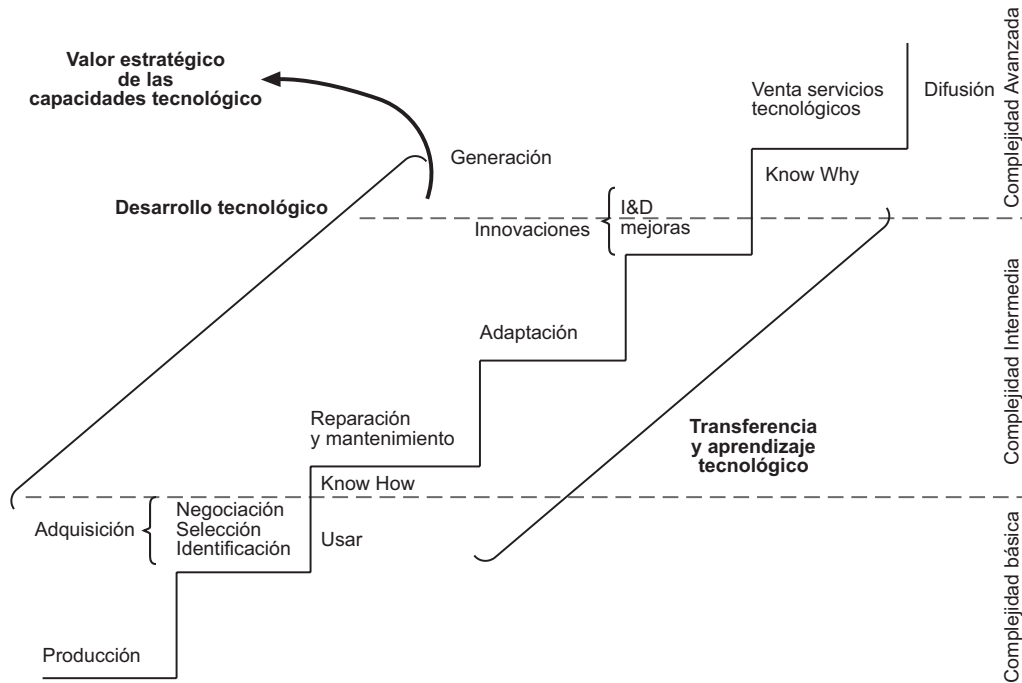 Valor estratégico
de las
capacidades tecnológico
Venta servicios
tecnológicos
Difusión
Complejidad Avanzada
Generación
Know Why
Desarrollo tecnológico
Innovaciones
I&D
mejoras
Adaptación
Complejidad Intermedia
Reparación
y mantenimiento
Transferencia
y aprendizaje
tecnológico
Know How
Adquisición
Negociación
Selección
Identificación
Usar
Complejidad básica
Producción